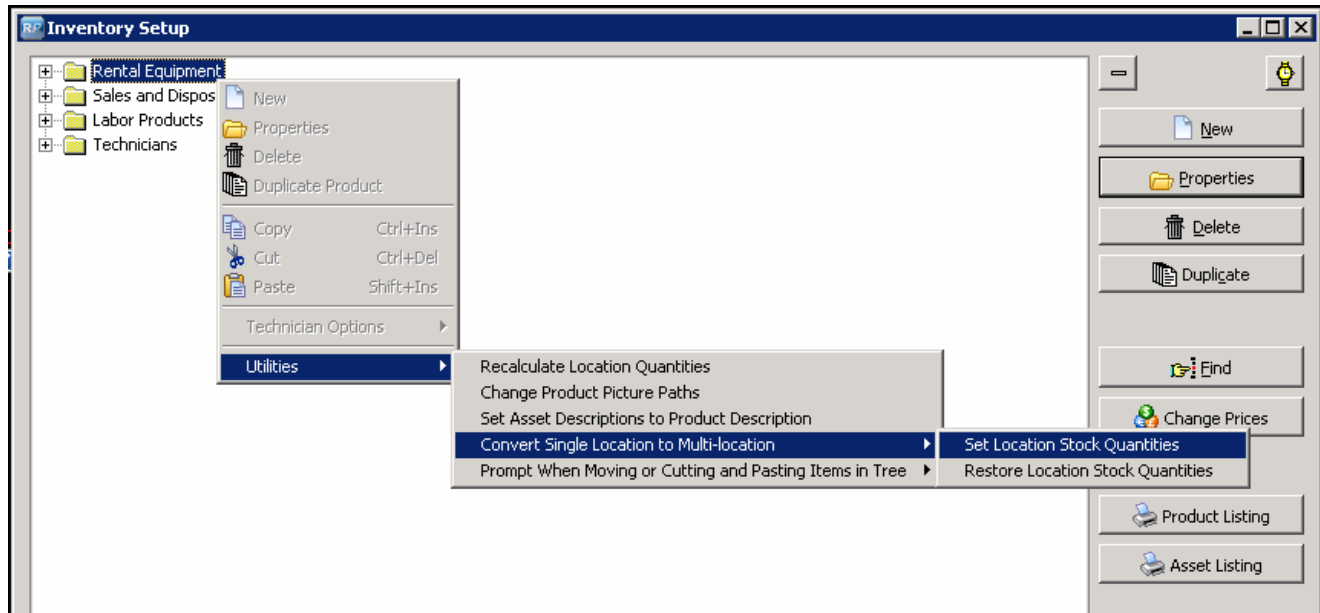 RP Inventory Setup
Rental Equipment
Sales and Dispos
Labor Products
Technicians
New
Properties
Delete
Duplicate Product
Copy Ctrl+Ins
Cut Ctrl+Del
Paste Shift+Ins
Technician Options
Utilities
Recalculate Location Quantities
Change Product Picture Paths
Set Asset Descriptions to Product Description
Convert Single Location to Multi-location
Prompt When Moving or Cutting and Pasting Items in Tree
Set Location Stock Quantities
Restore Location Stock Quantities
New
Properties
Delete
Duplicate
Find
Change Prices
Product Listing
Asset Listing